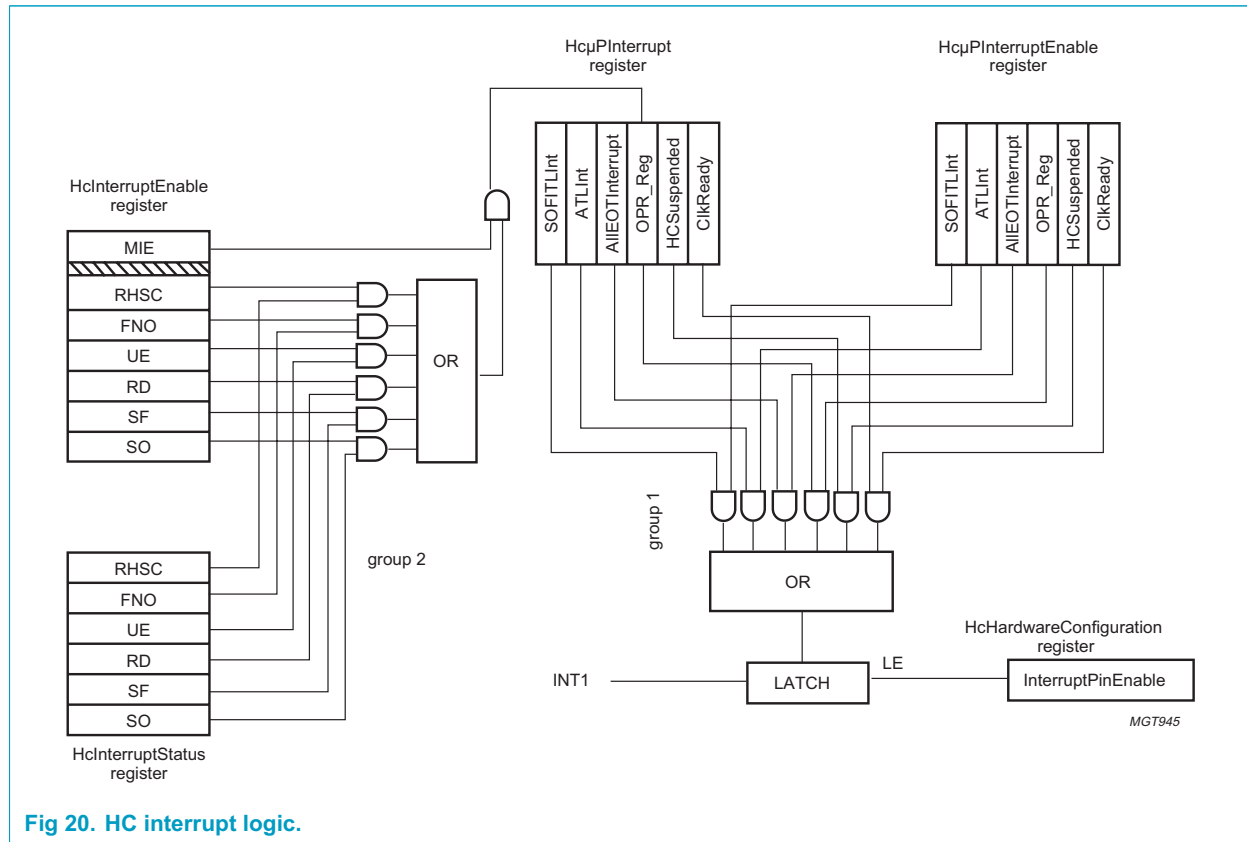 HcμPInterrupt
register
HcμPInterruptEnable
register
SOFITLInt
ATLInt
AllEOTInterrupt
OPR_Reg
HCSuspended
ClkReady
SOFITLInt
ATLInt
AllEOTInterrupt
OPR_Reg
HCSuspended
ClkReady
HcInterruptEnable
register
MIE
RHSC
FNO
UE
RD
SF
SO
OR
group 2
RHSC
FNO
UE
RD
SF
SO
HcInterruptStatus
register
group 1
OR
INT1
LATCH
LE
HcHardwareConfiguration
register
InterruptPinEnable
MGT945
Fig 20. HC interrupt logic.